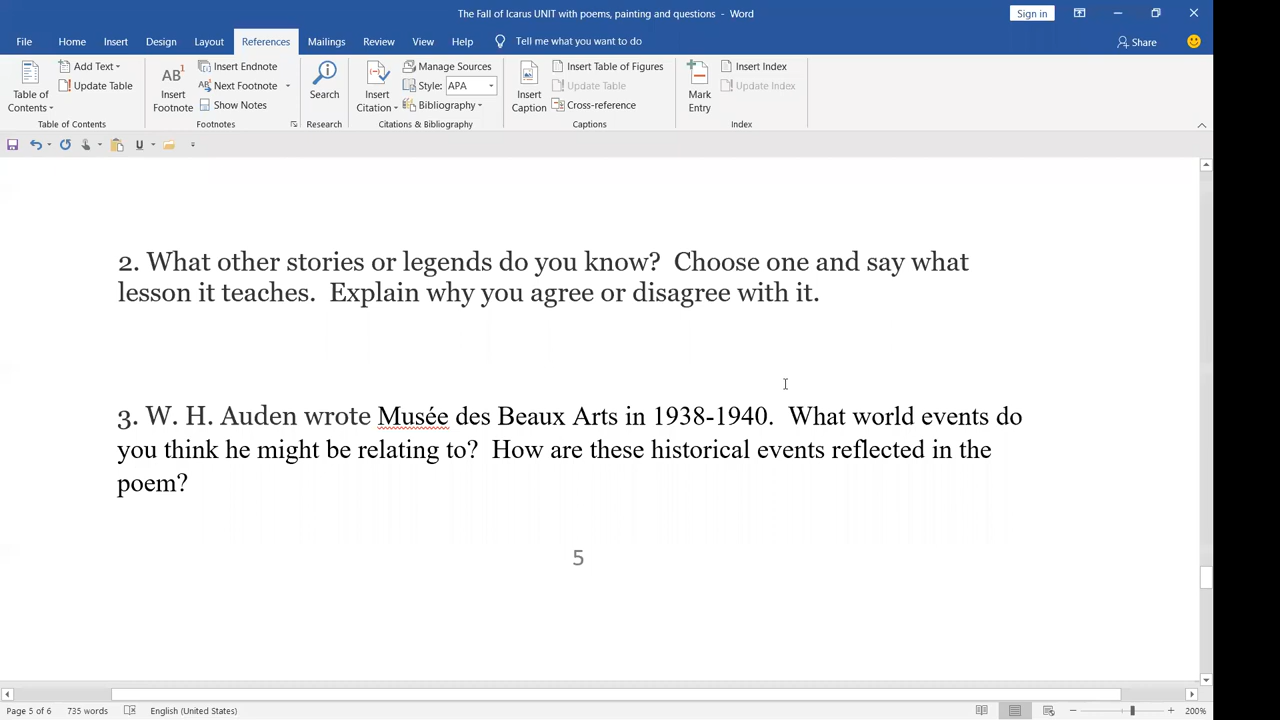 The Fall of Icarus UNIT with poems, painting and questions - Word
Sign in
File Home Insert Design Layout References Mailings Review View Help Tell me what you want to do
Share
Table of Contents
Add Text
Update Table
Table of Contents
AB1
Insert Footnote
Insert Endnote
Next Footnote
Show Notes
Footnotes
Search
Research
Insert Citation
Manage Sources
Style: APA
Bibliography
Citations & Bibliography
Insert Caption
Insert Table of Figures
Update Table
Cross-reference
Captions
Mark Entry
Insert Index
Update Index
Index
2. What other stories or legends do you know?  Choose one and say what
lesson it teaches.  Explain why you agree or disagree with it.
3. W. H. Auden wrote Musée des Beaux Arts in 1938-1940.  What world events do
you think he might be relating to?  How are these historical events reflected in the
poem?
5
Page 5 of 6 735 words English (United States) 200%